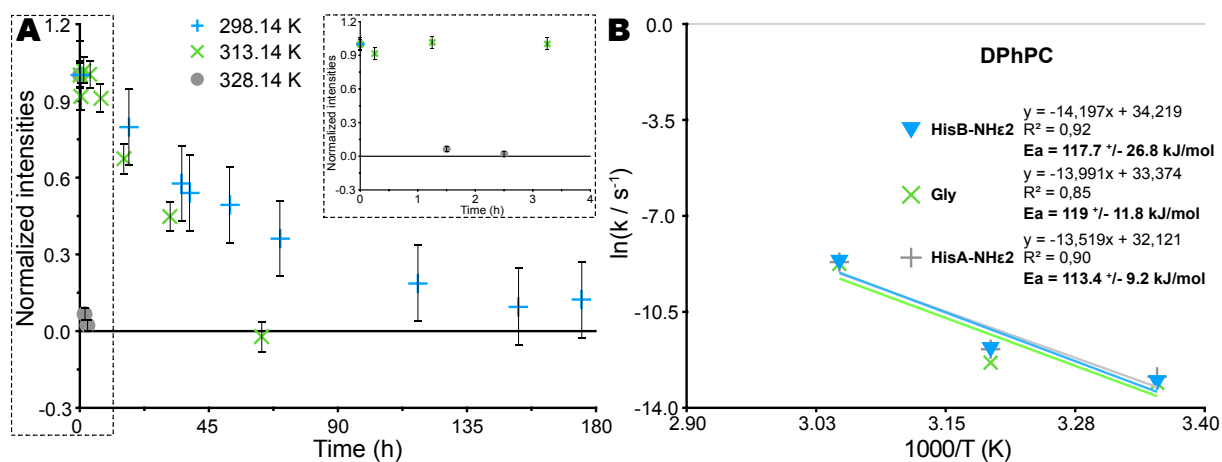 A
1.2
0.9
0.6
0.3
0.0
-0.3
Normalized intensities
0
45
90
135
180
Time (h)
298.14 K
313.14 K
328.14 K
1.2
0.9
0.6
0.3
0.0
-0.3
Normalized intensities
0
1
2
3
4
Time (h)
B
0.0
-3.5
-7.0
-10.5
-14.0
ln(k / s⁻¹)
2.90
3.03
3.15
3.28
3.40
1000/T (K)
DPhPC
HisB-NHε2
y = -14,197x + 34,219
R² = 0,92
Ea = 117.7 +/- 26.8 kJ/mol
Gly
y = -13,991x + 33,374
R² = 0,85
Ea = 119 +/- 11.8 kJ/mol
HisA-NHε2
y = -13,519x + 32,121
R² = 0,90
Ea = 113.4 +/- 9.2 kJ/mol